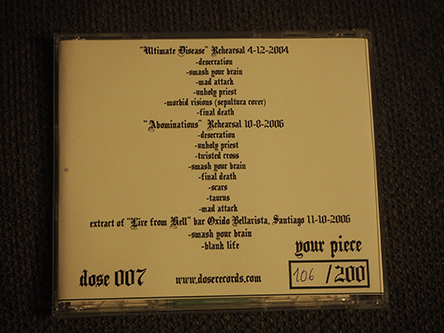 "Ultimate Disease" Rehearsal 4-12-2004
-desecration
-smash your brain
-mad attack
-unholy priest
-morbid visions (sepultura cover)
-final death
"Abominations" Rehearsal 10-8-2006
-desecration
-unholy priest
-twisted cross
-smash your brain
-final death
-scars
-taurus
-mad attack
extract of "Live from Hell" bar Oxido Bellavista, Santiago 11-10-2006
-smash your brain
-blank life
your piece
106 /200
dose 007
www.doserecords.com